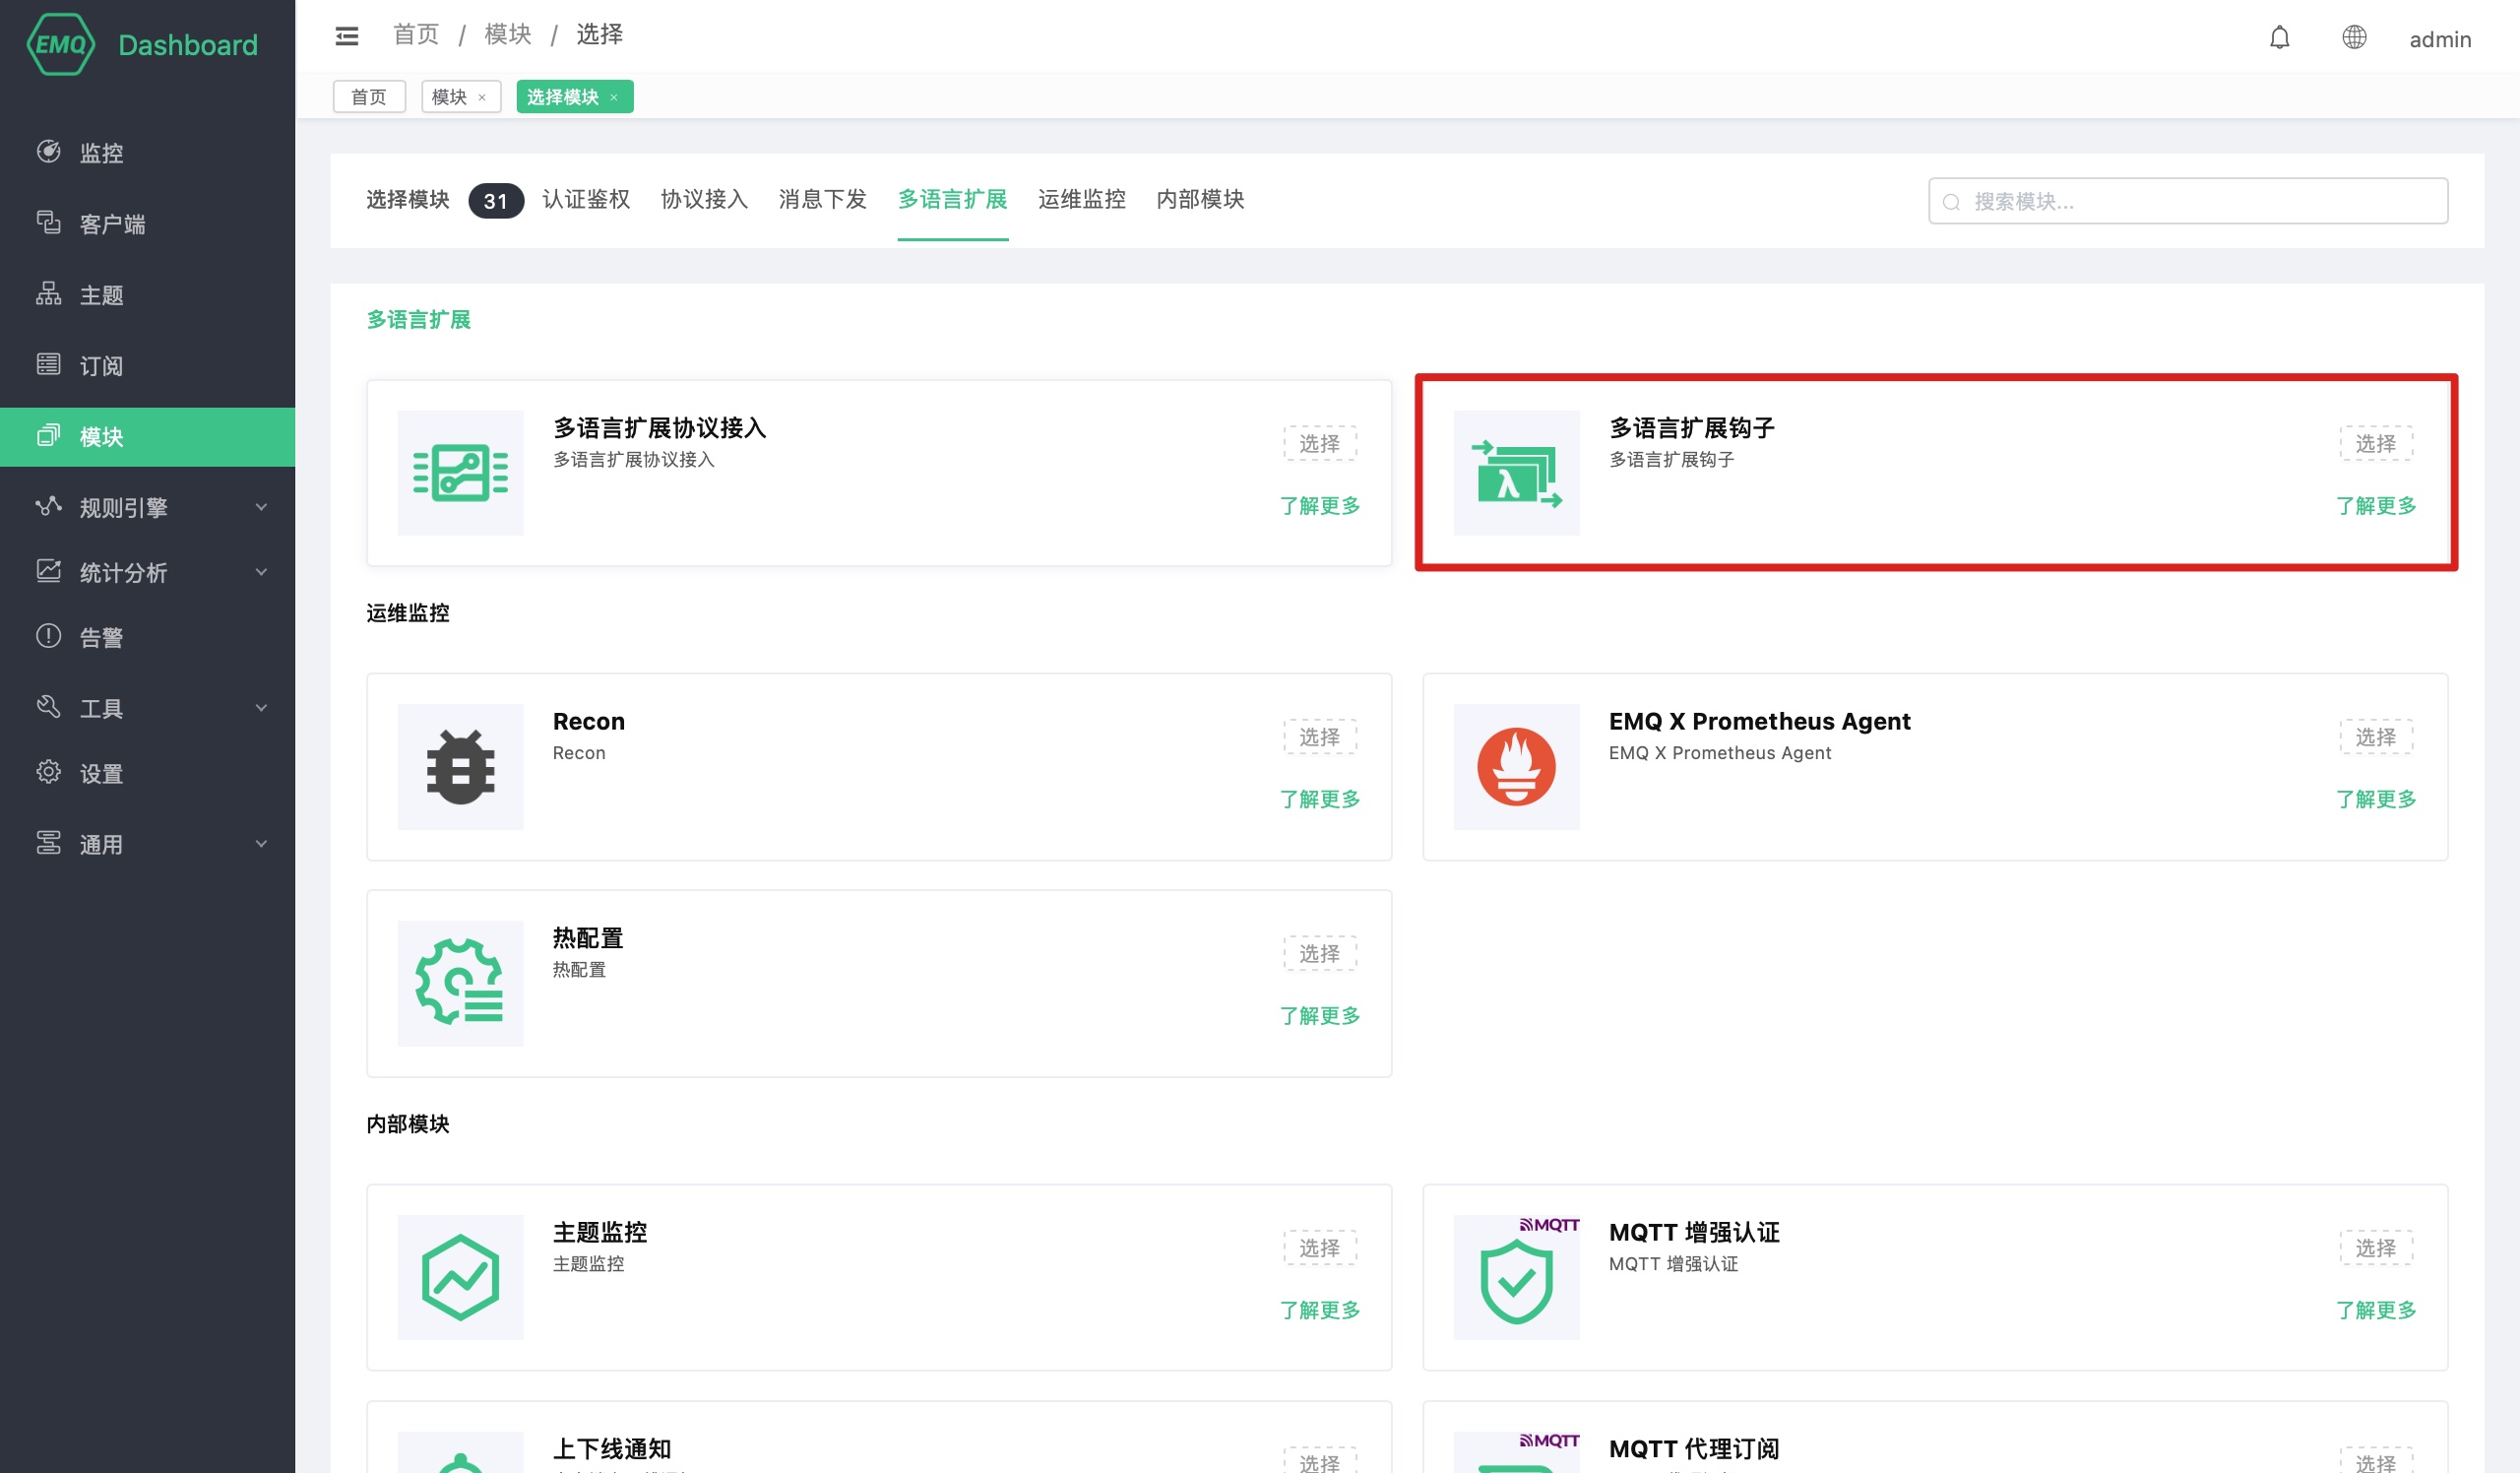 EMQ Dashboard
首页 / 模块 / 选择
admin
首页 模块 × 选择模块 ×
监控
客户端
主题
订阅
模块
规则引擎
统计分析
告警
工具
设置
通用
选择模块 31 认证鉴权 协议接入 消息下发 多语言扩展 运维监控 内部模块
搜索模块...
多语言扩展
多语言扩展协议接入
多语言扩展协议接入
选择
了解更多
多语言扩展钩子
多语言扩展钩子
选择
了解更多
λ
运维监控
Recon
Recon
选择
了解更多
EMQ X Prometheus Agent
EMQ X Prometheus Agent
选择
了解更多
热配置
热配置
选择
了解更多
内部模块
主题监控
主题监控
选择
了解更多
MQTT
MQTT 增强认证
MQTT 增强认证
选择
了解更多
上下线通知
选择
MQTT
MQTT 代理订阅
选择